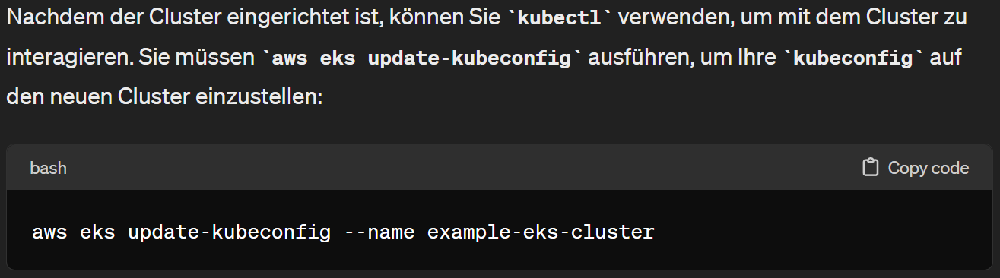 Nachdem der Cluster eingerichtet ist, können Sie `kubectl` verwenden, um mit dem Cluster zu
interagieren. Sie müssen `aws eks update-kubeconfig` ausführen, um Ihre `kubeconfig` auf
den neuen Cluster einzustellen:
bash Copy code
aws eks update-kubeconfig --name example-eks-cluster